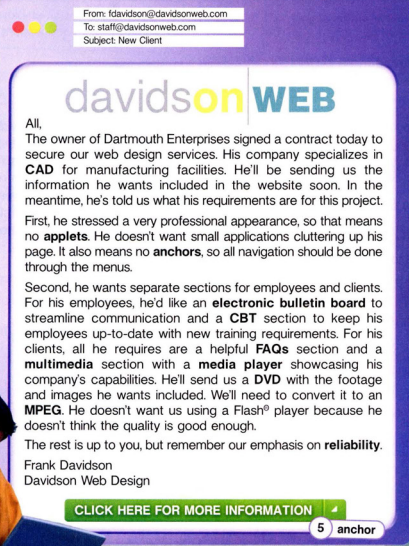 From: fdavidson@davidsonweb.com
To: staff@davidsonweb.com
Subject: New Client
davidson WEB
All,
The owner of Dartmouth Enterprises signed a contract today to
secure our web design services. His company specializes in
CAD for manufacturing facilities. He'll be sending us the
information he wants included in the website soon. In the
meantime, he's told us what his requirements are for this project.
First, he stressed a very professional appearance, so that means
no applets. He doesn't want small applications cluttering up his
page. It also means no anchors, so all navigation should be done
through the menus.
Second, he wants separate sections for employees and clients.
For his employees, he'd like an electronic bulletin board to
streamline communication and a CBT section to keep his
employees up-to-date with new training requirements. For his
clients, all he requires are a helpful FAQs section and a
multimedia section with a media player showcasing his
company's capabilities. He'll send us a DVD with the footage
and images he wants included. We'll need to convert it to an
MPEG. He doesn't want us using a Flash® player because he
doesn't think the quality is good enough.
The rest is up to you, but remember our emphasis on reliability.
Frank Davidson
Davidson Web Design
CLICK HERE FOR MORE INFORMATION
5 anchor